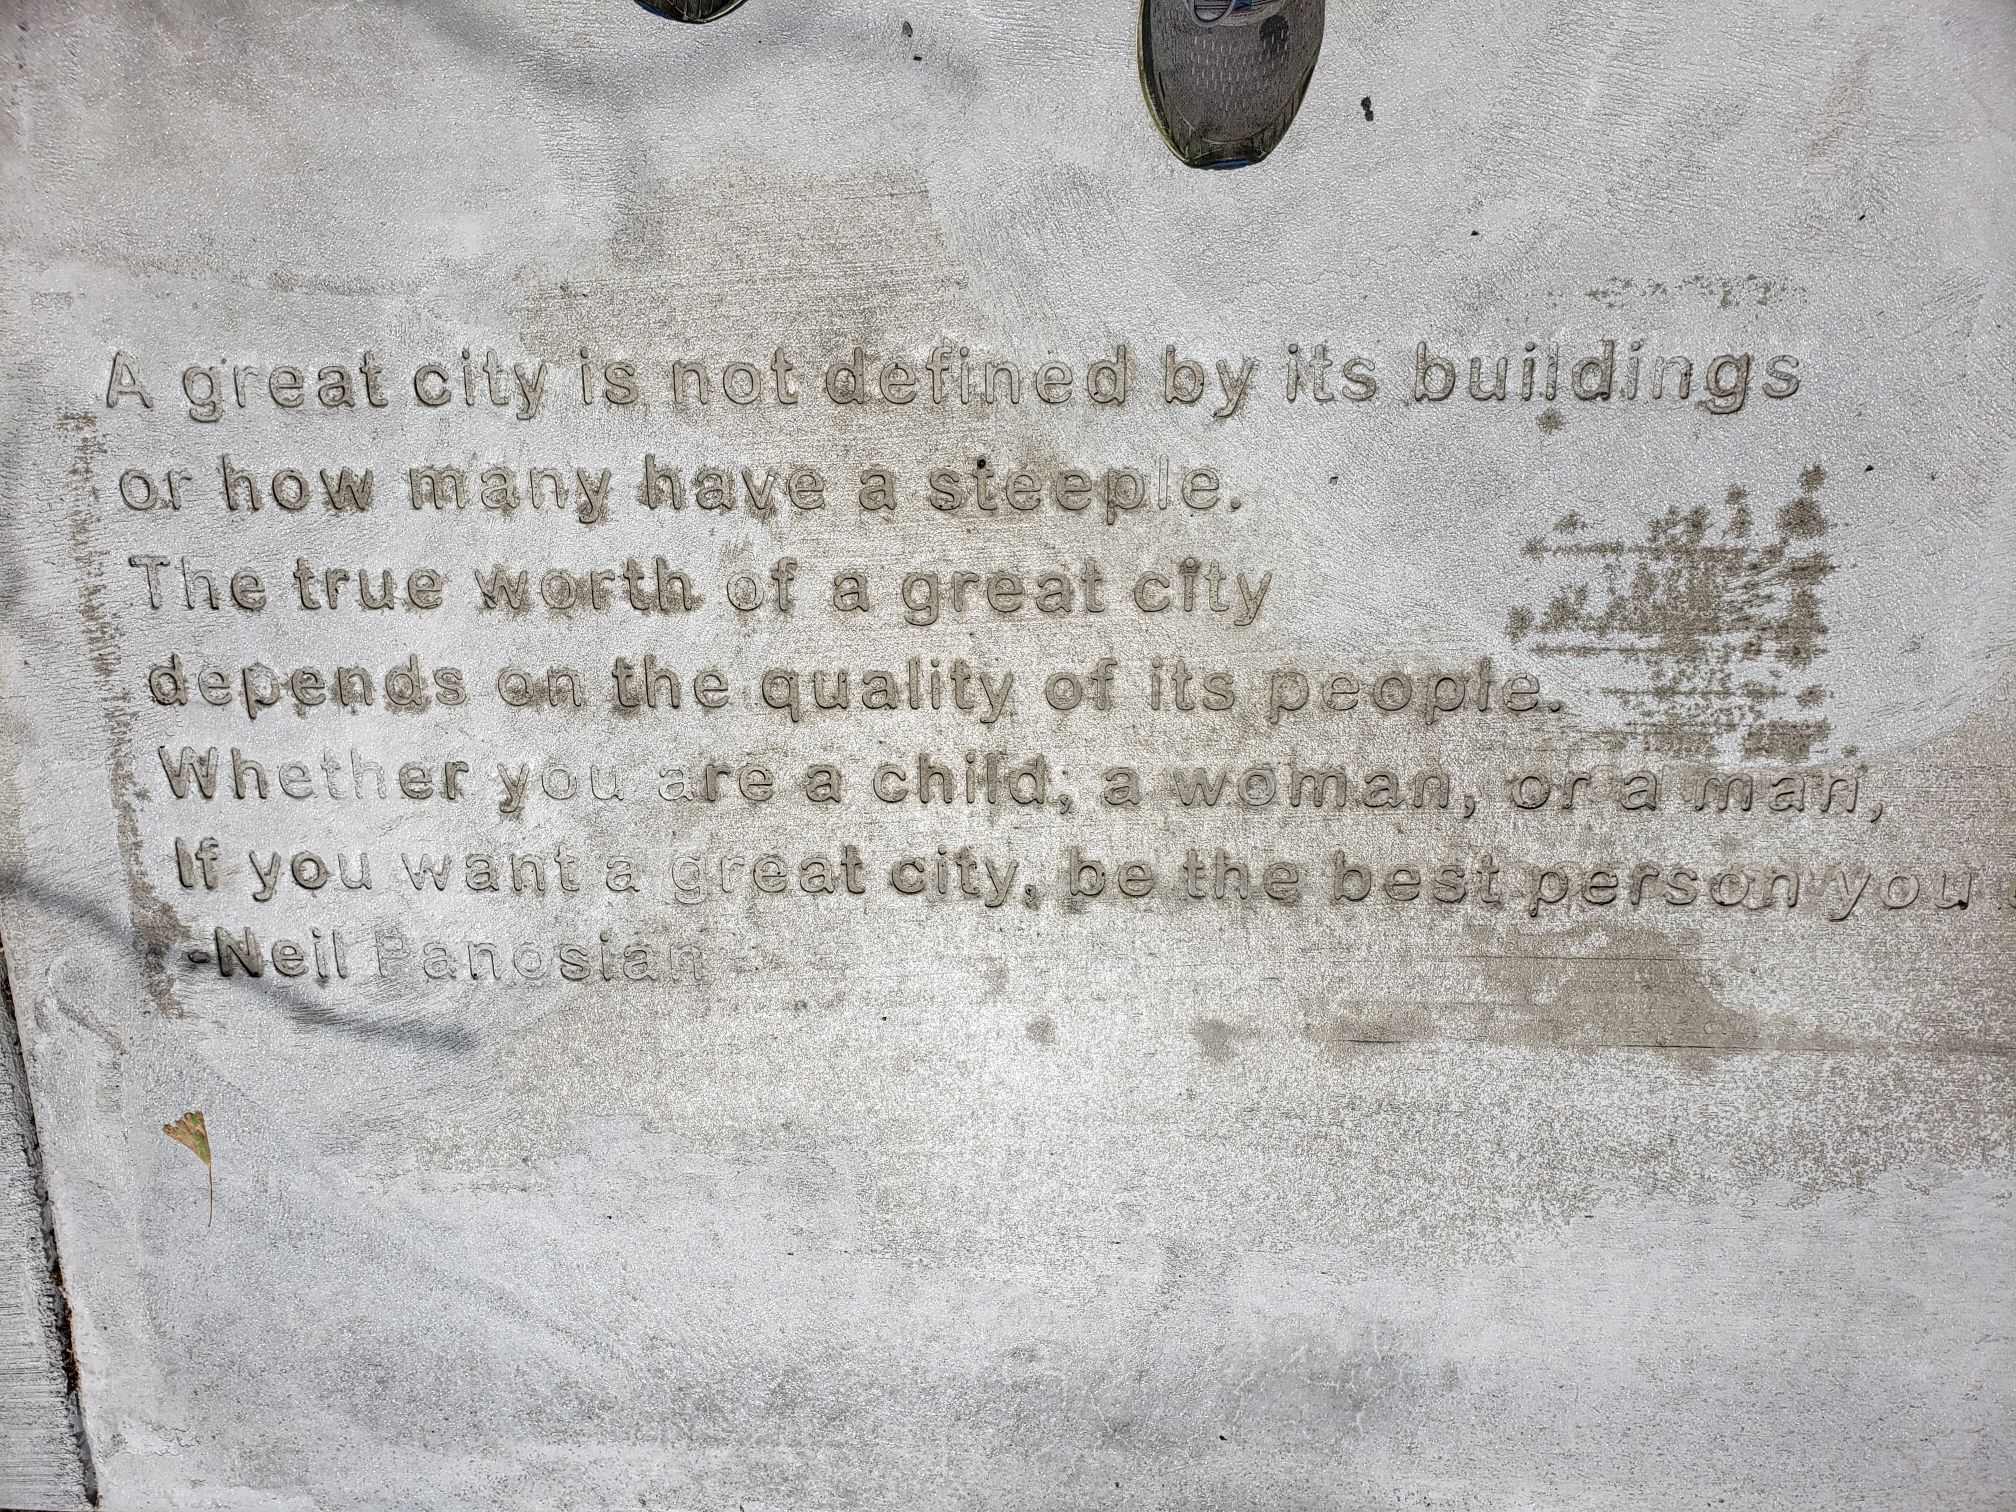 A great city is not defined by its buildings
or how many have a steeple.
The true worth of a great city
depends on the quality of its people.
Whether you are a child, a woman, or a man,
If you want a great city, be the best person you
-Neil Panosian